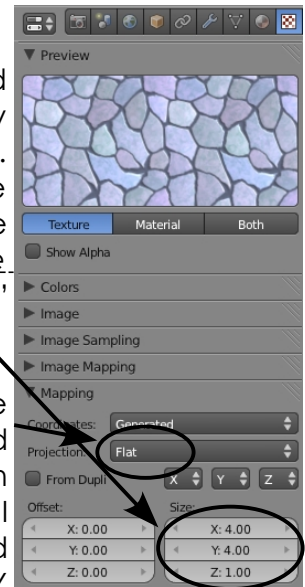 Preview
Texture Material Both
Show Alpha
Colors
Image
Image Sampling
Image Mapping
Mapping
Coordinates: Generated
Projection: Flat
From Dupli X Y Z
Offset: Size:
X: 0.00 X: 4.00
Y: 0.00 Y: 4.00
Z: 0.00 Z: 1.00